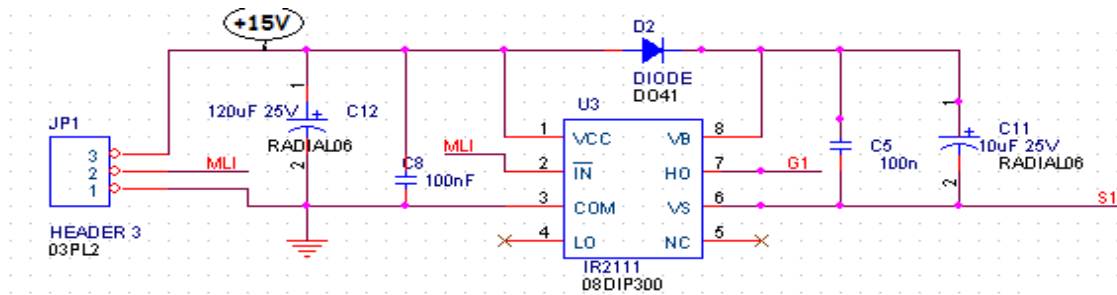 +15V
D2
DIODE
DO41
JP1
3
2
1
HEADER 3
03PL2
MLI
120uF 25V
C12
RADIAL06
1
2
C8
100nF
MLI
U3
1 VCC VB 8
2 IN HO 7
3 COM VS 6
4 LO NC 5
IR2111
08DIP300
G1
C5
100n
1
C11
10uF 25V
RADIAL06
2
S1